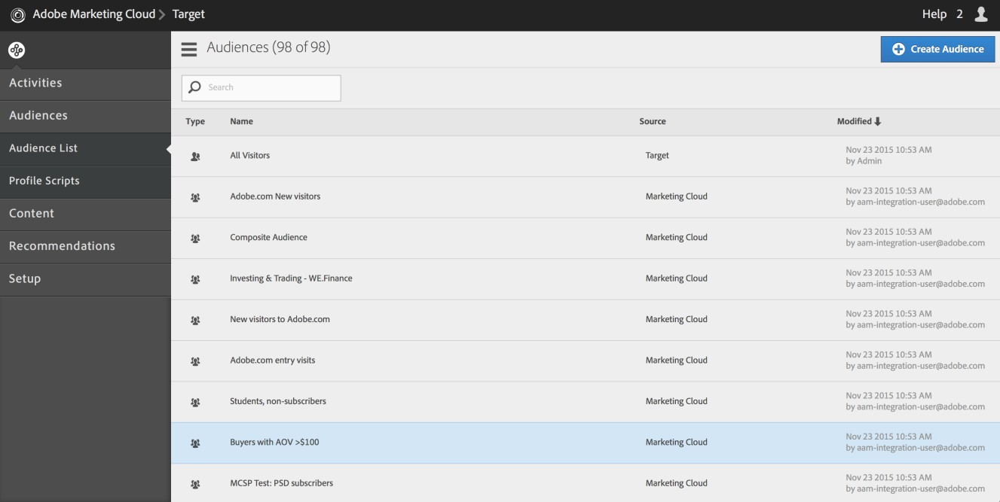 Adobe Marketing Cloud > Target
Help 2
Activities
Audiences
Audience List
Profile Scripts
Content
Recommendations
Setup
Audiences (98 of 98)
Create Audience
Search
Type Name Source Modified
All Visitors Target Nov 23 2015 10:53 AM
by Admin
Adobe.com New visitors Marketing Cloud Nov 23 2015 10:53 AM
by aam-integration-user@adobe.com
Composite Audience Marketing Cloud Nov 23 2015 10:53 AM
by aam-integration-user@adobe.com
Investing & Trading - WE.Finance Marketing Cloud Nov 23 2015 10:53 AM
by aam-integration-user@adobe.com
New visitors to Adobe.com Marketing Cloud Nov 23 2015 10:53 AM
by aam-integration-user@adobe.com
Adobe.com entry visits Marketing Cloud Nov 23 2015 10:53 AM
by aam-integration-user@adobe.com
Students, non-subscribers Marketing Cloud Nov 23 2015 10:53 AM
by aam-integration-user@adobe.com
Buyers with AOV >$100 Marketing Cloud Nov 23 2015 10:53 AM
by aam-integration-user@adobe.com
MCSP Test: PSD subscribers Marketing Cloud Nov 23 2015 10:53 AM
by aam-integration-user@adobe.com